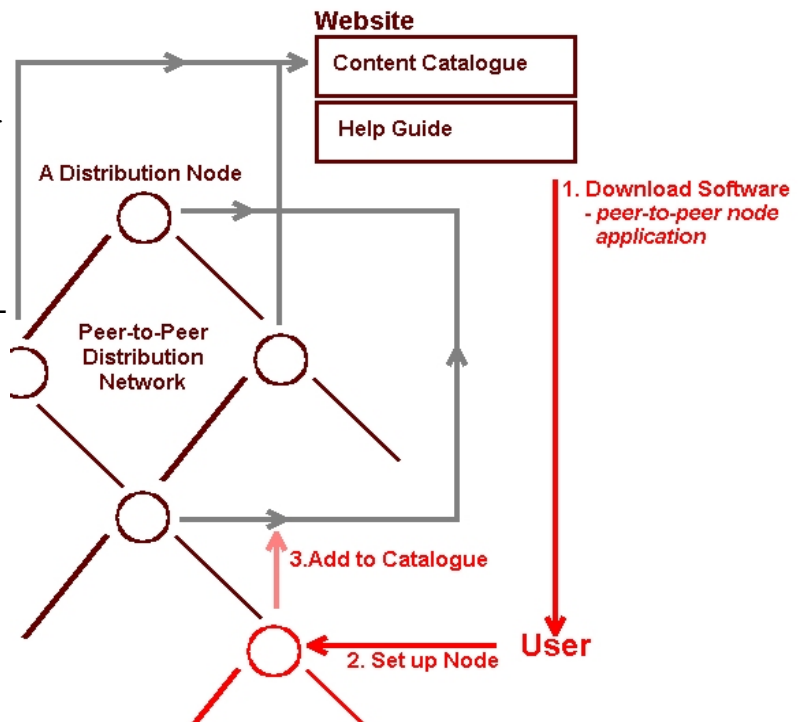 Website
Content Catalogue
Help Guide
A Distribution Node
1. Download Software
- peer-to-peer node
application
Peer-to-Peer
Distribution
Network
3.Add to Catalogue
User
2. Set up Node